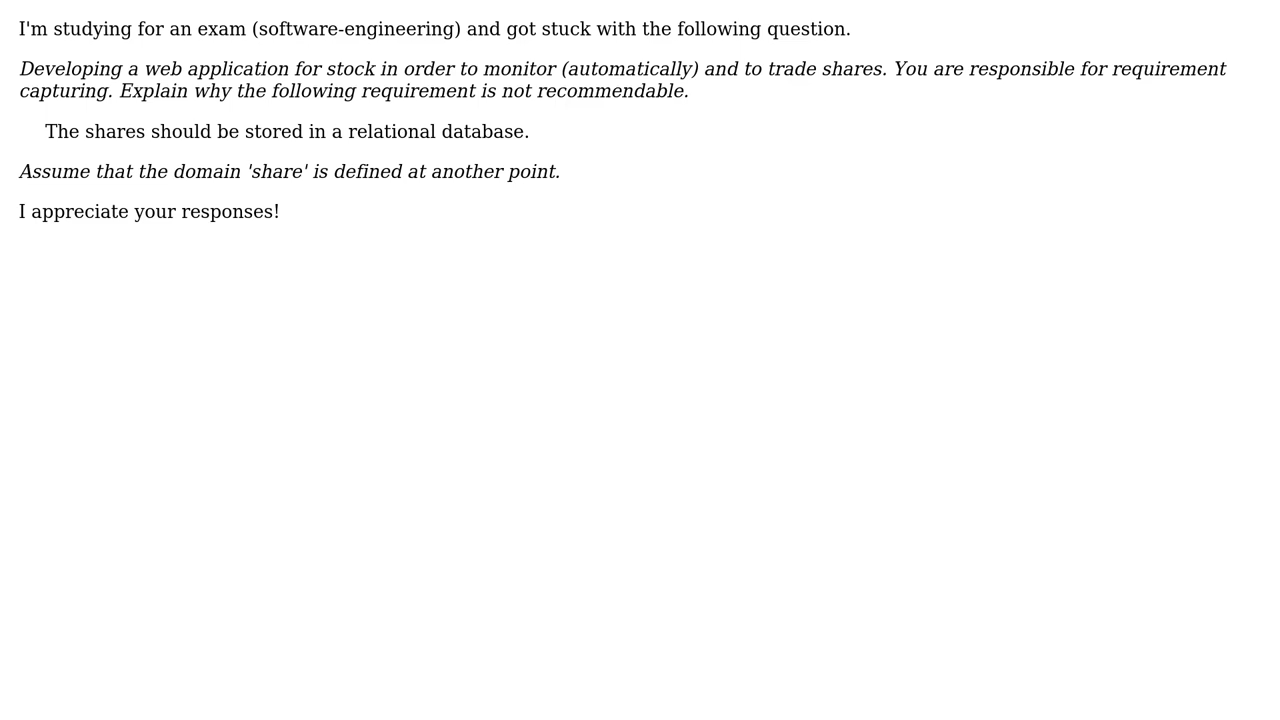 I'm studying for an exam (software-engineering) and got stuck with the following question.
Developing a web application for stock in order to monitor (automatically) and to trade shares. You are responsible for requirement
capturing. Explain why the following requirement is not recommendable.
The shares should be stored in a relational database.
Assume that the domain 'share' is defined at another point.
I appreciate your responses!